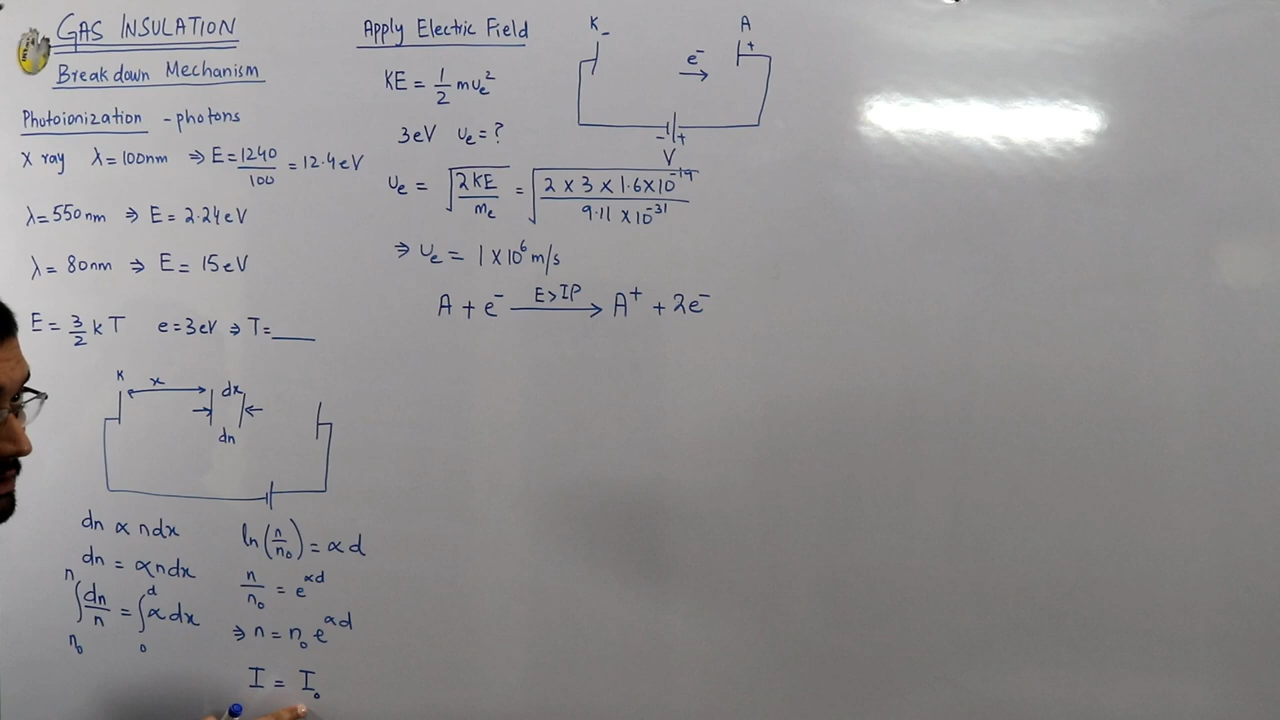 GAS INSULATION
Breakdown Mechanism
Photoionization - photons
X ray λ=100nm ⇒ E=1240/100 = 12.4eV
λ=550nm ⇒ E=2.24eV
λ=80nm ⇒ E=15eV
E=3/2 kT e=3eV ⇒ T=___
K x dx
dn
dn ∝ ndx
dn = αndx
∫ₙ₀ⁿ dn/n = ∫₀ᵈ αdx
ln(n/n₀) = αd
n/n₀ = e^αd
⇒ n = n₀ e^αd
I = I₀
Apply Electric Field
KE = 1/2 mυₑ²
3eV υₑ=?
υₑ = √(2KE/mₑ) = √(2 × 3 × 1.6×10⁻¹⁹ / 9.11 × 10⁻³¹)
⇒ υₑ = 1 × 10⁶ m/s
A + e⁻ —E>IP→ A⁺ + 2e⁻
K - A +
e⁻
- +
V